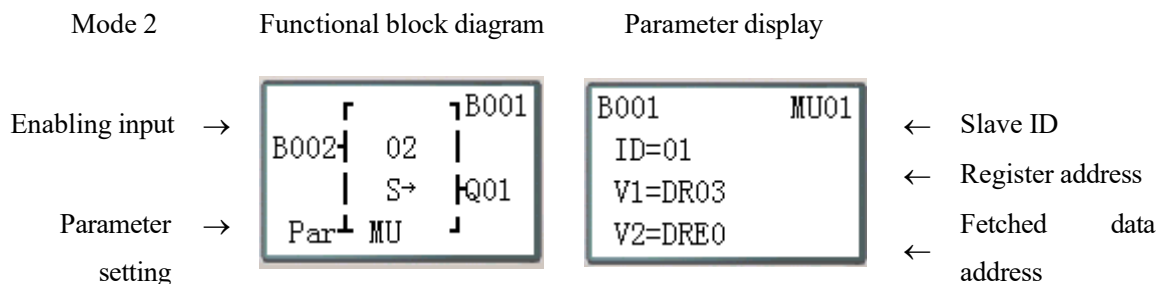 Mode 2 Functional block diagram Parameter display
Enabling input →
Parameter →
setting
B001
B002 02
S→ Q01
Par MU
B001 MU01
ID=01
V1=DR03
V2=DRE0
← Slave ID
← Register address
← Fetched data
address